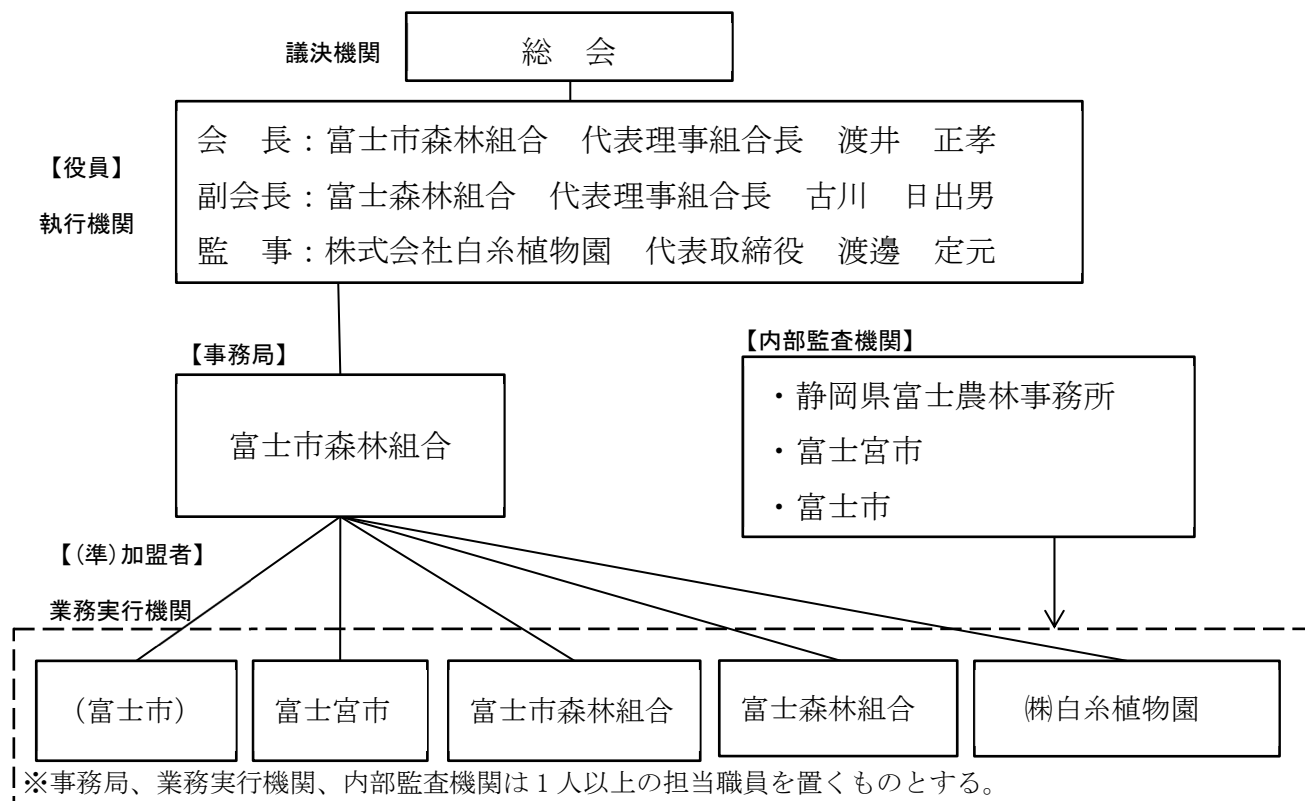 議決機関
総　会
【役員】
執行機関
会　長：富士市森林組合　代表理事組合長　渡井　正孝
副会長：富士森林組合　代表理事組合長　古川　日出男
監　事：株式会社白糸植物園　代表取締役　渡邊　定元
【事務局】
富士市森林組合
【内部監査機関】
・静岡県富士農林事務所
・富士宮市
・富士市
【(準)加盟者】
業務実行機関
（富士市）
富士宮市
富士市森林組合
富士森林組合
㈱白糸植物園
※事務局、業務実行機関、内部監査機関は1人以上の担当職員を置くものとする。